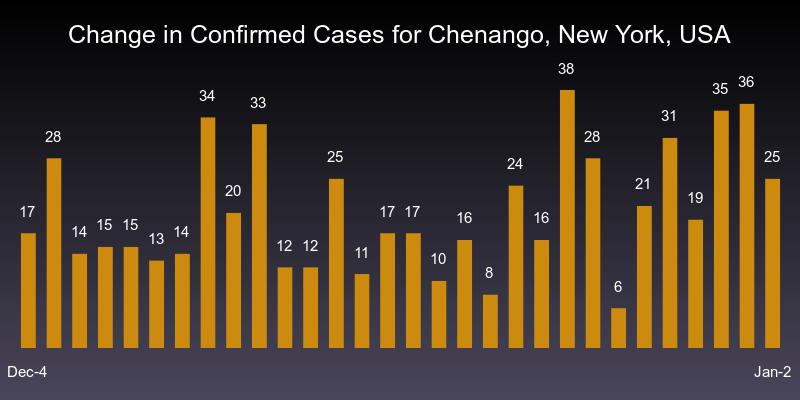 Change in Confirmed Cases for Chenango, New York, USA
17 28 14 15 15 13 14 34 20 33 12 12 25 11 17 17 10 16 8 24 16 38 28 6 21 31 19 35 36 25
Dec-4 Jan-2